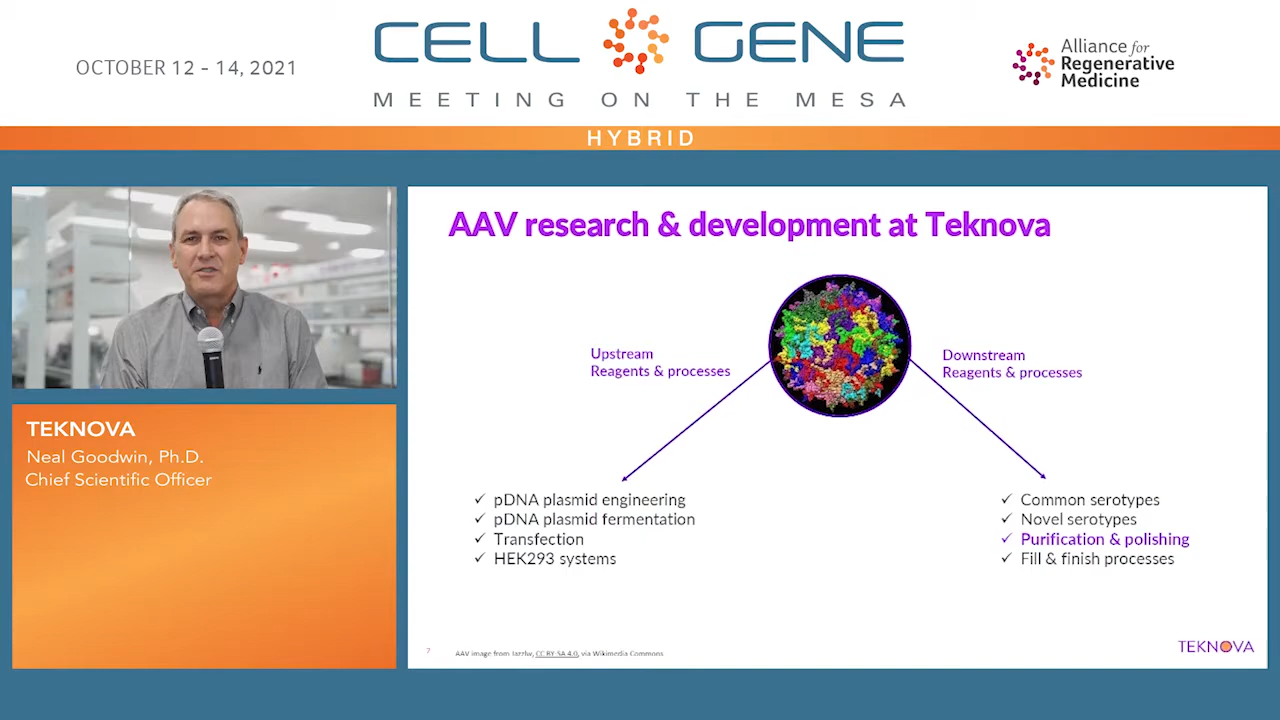 OCTOBER 12 - 14, 2021
CELL GENE
MEETING ON THE MESA
Alliance for
Regenerative
Medicine
HYBRID
TEKNOVA
Neal Goodwin, Ph.D.
Chief Scientific Officer
AAV research & development at Teknova
Upstream
Reagents & processes
Downstream
Reagents & processes
✓ pDNA plasmid engineering
✓ pDNA plasmid fermentation
✓ Transfection
✓ HEK293 systems
✓ Common serotypes
✓ Novel serotypes
✓ Purification & polishing
✓ Fill & finish processes
7
AAV image from Jazzlw, CC BY-SA 4.0, via Wikimedia Commons
TEKNOVA